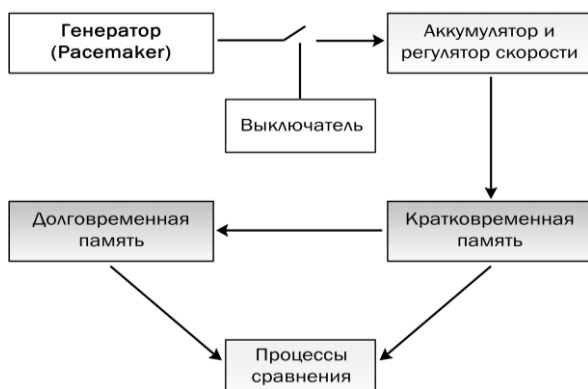 Генератор
(Pacemaker)
Аккумулятор и
регулятор скорости
Выключатель
Долговременная
память
Кратковременная
память
Процессы
сравнения